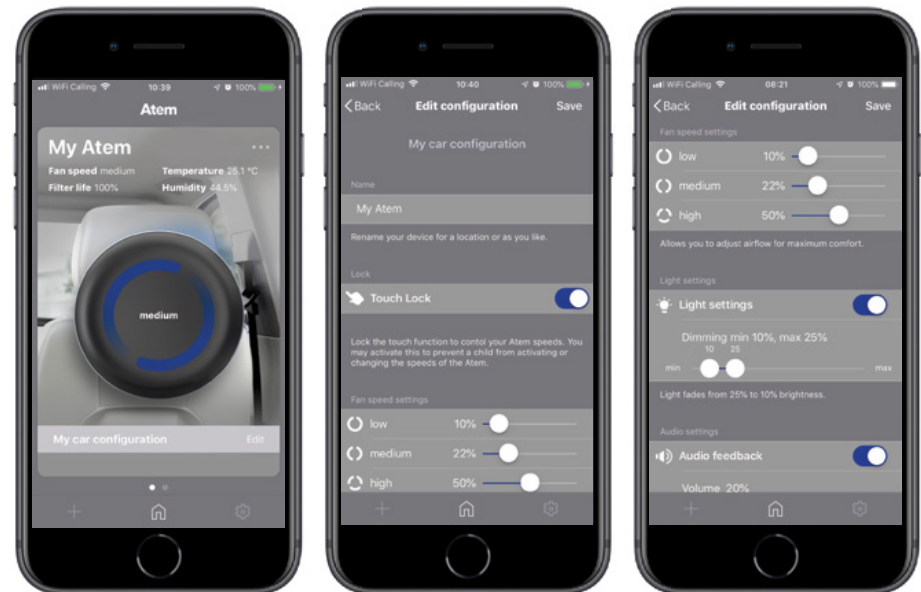 WiFi Calling 10:39 100%
Atem
My Atem
Fan speed medium Temperature 25.1 °C
Filter life 100% Humidity 44.5%
medium
My car configuration Edit
WiFi Calling 10:40 100%
Back Edit configuration Save
My car configuration
Name
My Atem
Rename your device for a location or as you like.
Lock
Touch Lock
Lock the touch function to contol your Atem speeds. You
may activate this to prevent a child from activating or
changing the speeds of the Atem.
Fan speed settings
low 10%
medium 22%
high 50%
WiFi Calling 08:21 100%
Back Edit configuration Save
Fan speed settings
low 10%
medium 22%
high 50%
Allows you to adjust airflow for maximum comfort.
Light settings
Light settings
Dimming min 10%, max 25%
10 25
min max
Light fades from 25% to 10% brightness.
Audio settings
Audio feedback
Volume 20%